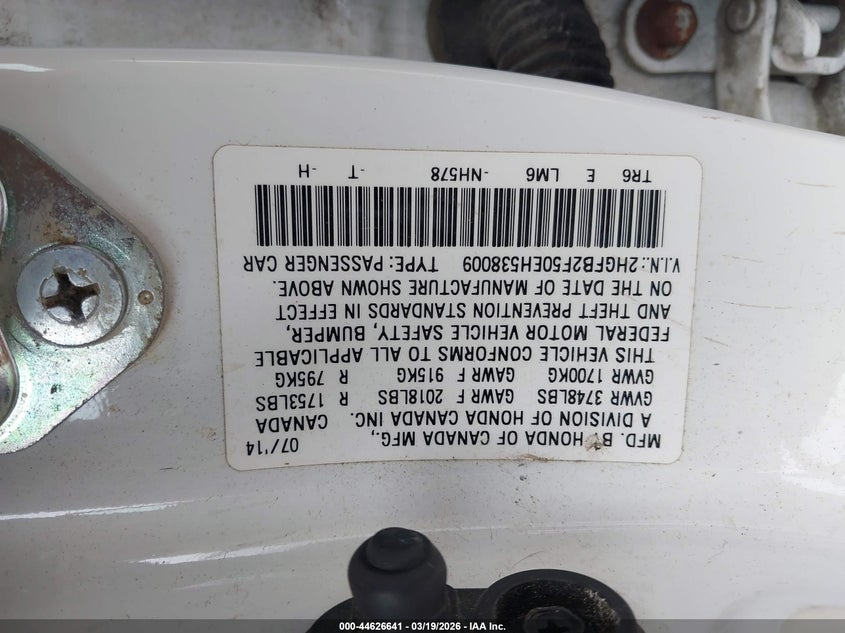 MFD. BY HONDA OF CANADA MFG., 07/'14
A DIVISION OF HONDA CANADA INC. CANADA
GVWR 3748LBS GAWR F 2018LBS R 1753LBS
GVWR 1700KG GAWR F 915KG R 795KG
THIS VEHICLE CONFORMS TO ALL APPLICABLE
FEDERAL MOTOR VEHICLE SAFETY, BUMPER,
AND THEFT PREVENTION STANDARDS IN EFFECT
ON THE DATE OF MANUFACTURE SHOWN ABOVE.
V.I.N.: 2HGFB2F50EH538009 TYPE: PASSENGER CAR
TR6 E LM6 -NH578 -T -H
000-44626641 - 03/19/2026 - IAA Inc.